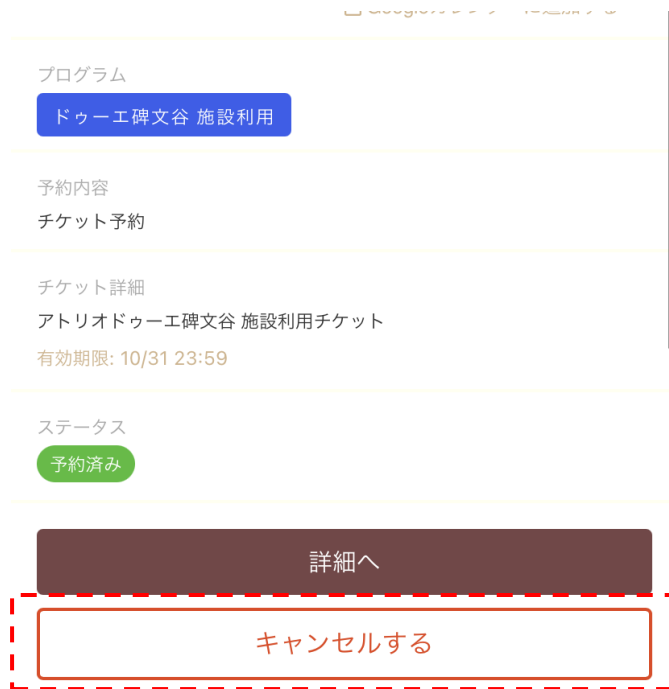 プログラム
ドゥーエ碑文谷 施設利用
予約内容
チケット予約
チケット詳細
アトリオドゥーエ碑文谷 施設利用チケット
有効期限: 10/31 23:59
ステータス
予約済み
詳細へ
キャンセルする